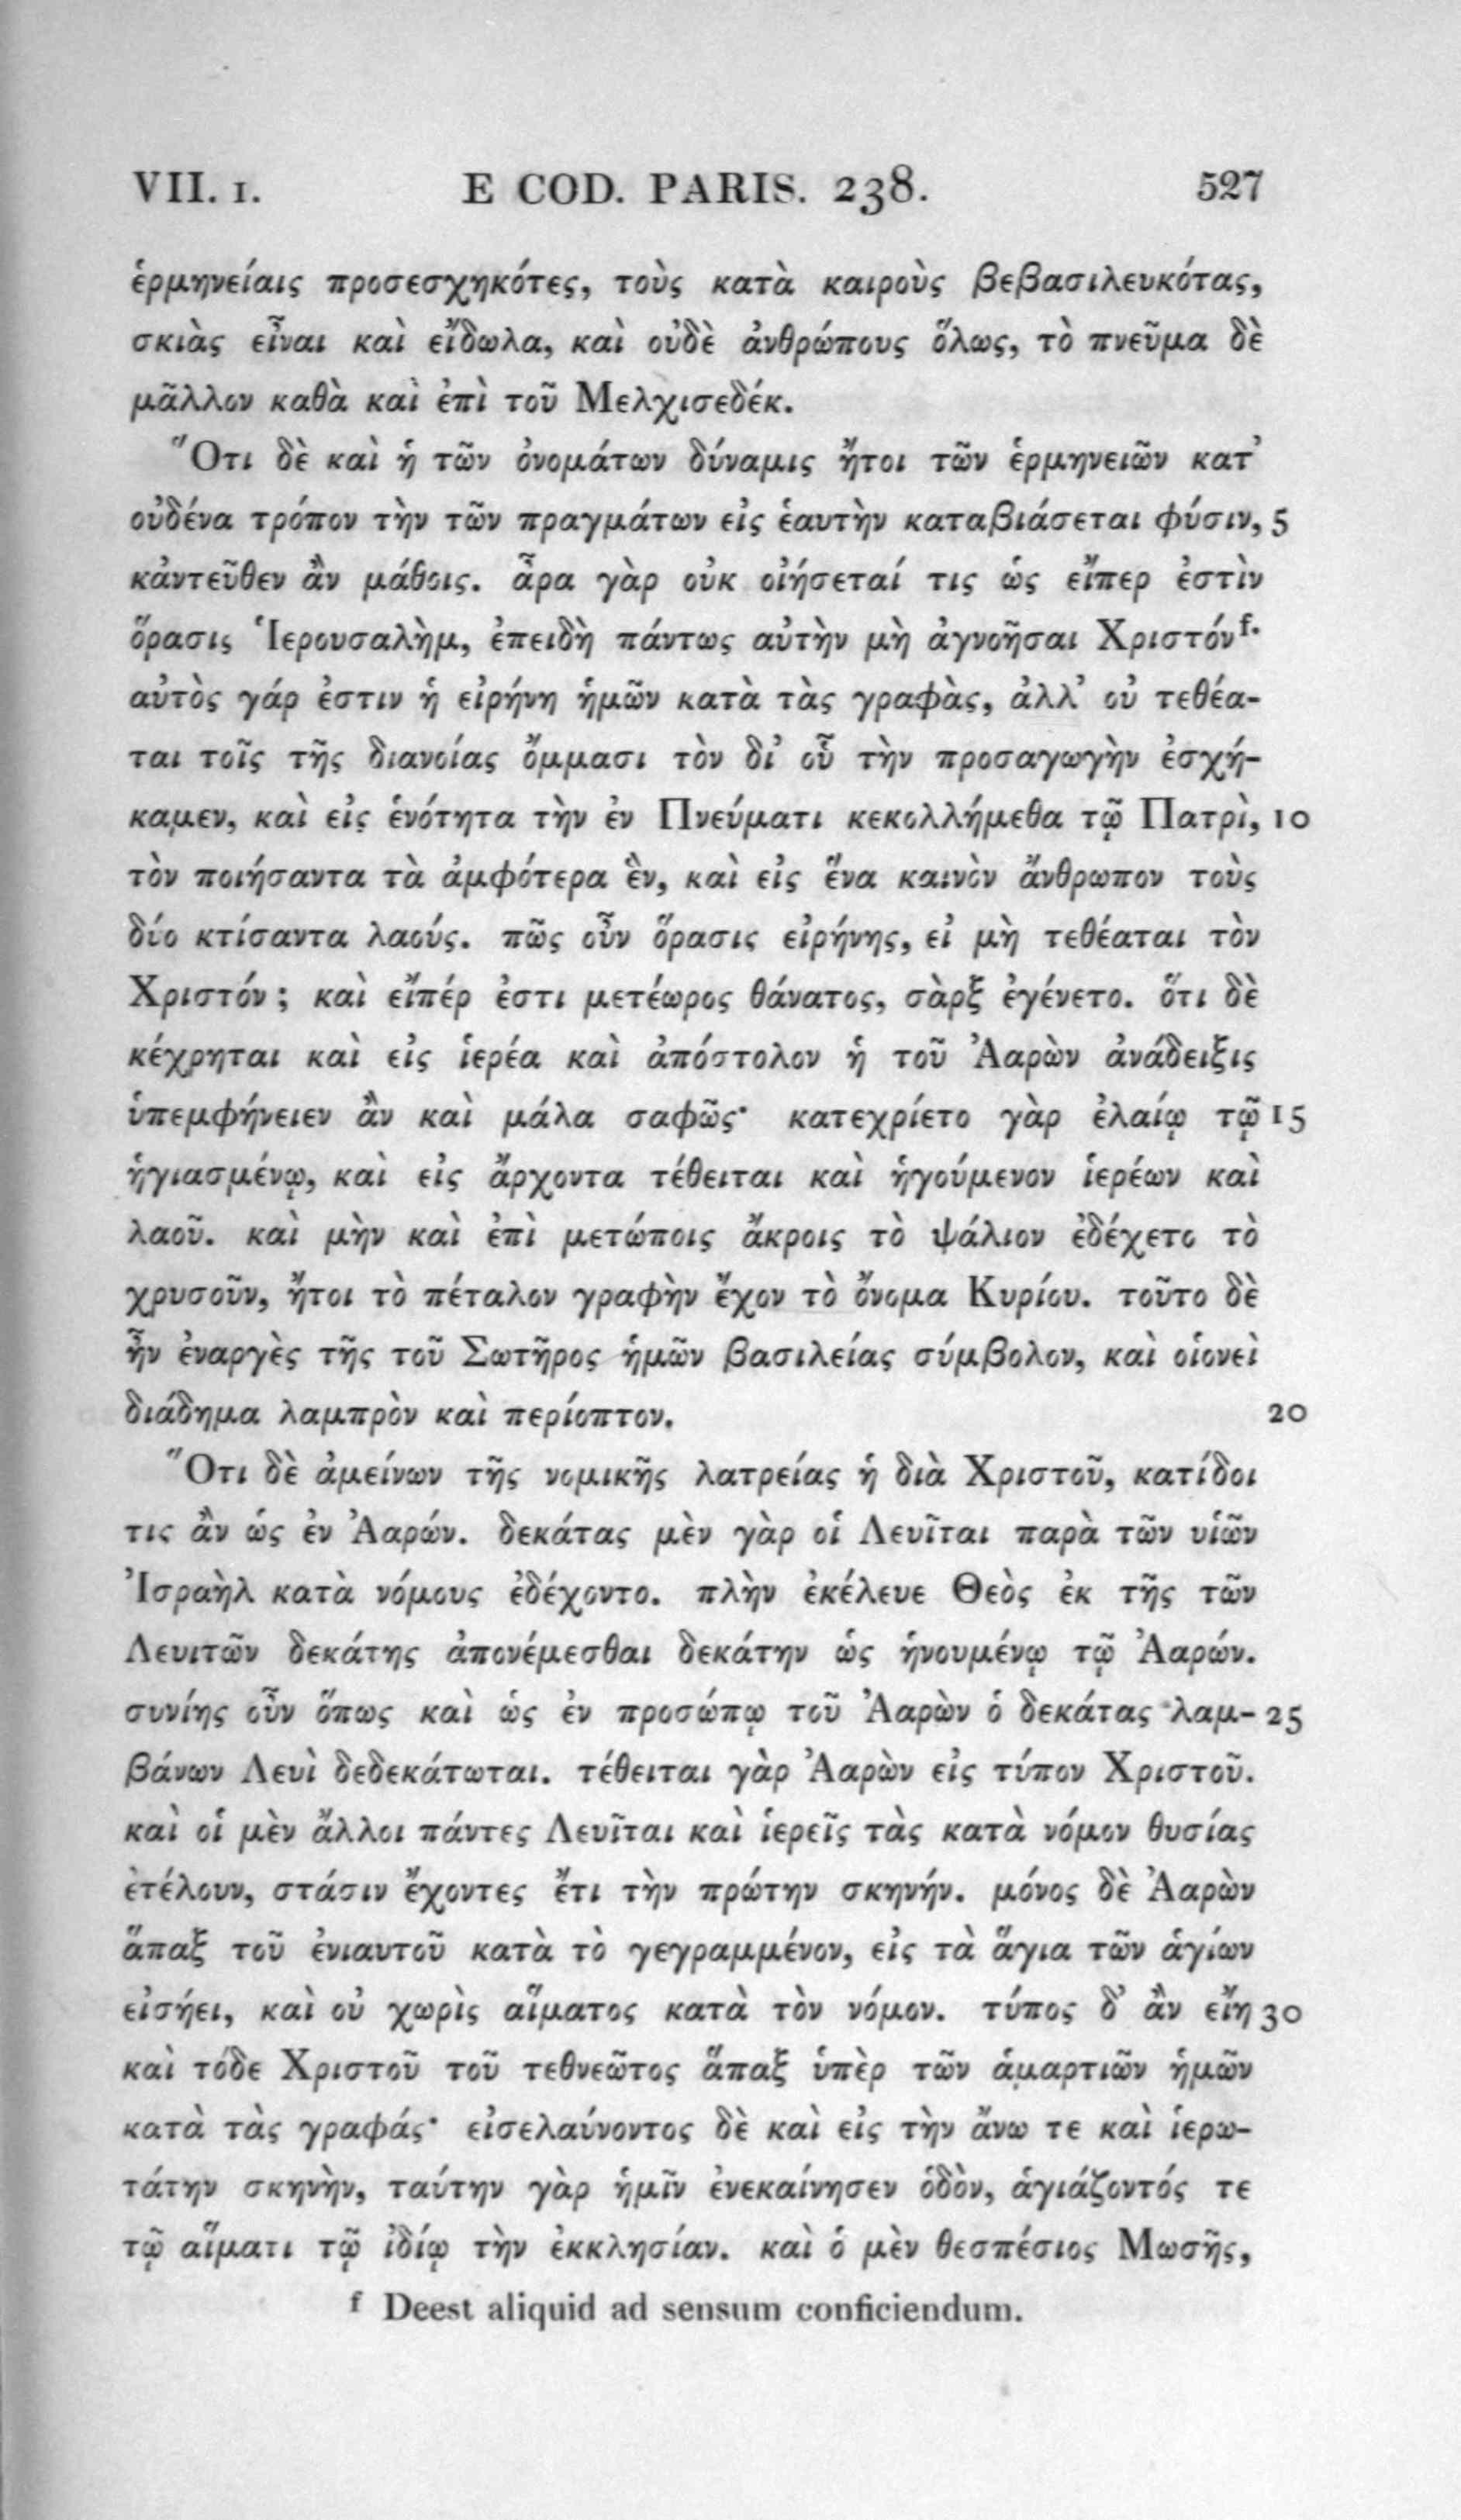 VII. 1. E COD. PARIS. 238. 527
ἑρμηνείαις προσεσχηκότες, τοὺς κατὰ καιροὺς βεβασιλευκότας,
σκιὰς εἶναι καὶ εἴδωλα, καὶ οὐδὲ ἀνθρώπους ὅλως, τὸ πνεῦμα δὲ
μᾶλλον καθὰ καὶ ἐπὶ τοῦ Μελχισεδέκ.
Ὅτι δὲ καὶ ἡ τῶν ὀνομάτων δύναμις ἤτοι τῶν ἑρμηνειῶν κατ’
οὐδένα τρόπον τὴν τῶν πραγμάτων εἰς ἑαυτὴν καταβιάσεται φύσιν, 5
κἀντεῦθεν ἂν μάθοις. ἆρα γὰρ οὐκ οἰήσεταί τις ὡς εἴπερ ἐστὶν
ὅρασις Ἱερουσαλὴμ, ἐπειδὴ πάντως αὐτὴν μὴ ἀγνοῆσαι Χριστόν f.
αὐτὸς γάρ ἐστιν ἡ εἰρήνη ἡμῶν κατὰ τὰς γραφὰς, ἀλλ’ οὐ τεθέα-
ται τοῖς τῆς διανοίας ὄμμασι τὸν δι’ οὗ τὴν προσαγωγὴν ἐσχή-
καμεν, καὶ εἰς ἑνότητα τὴν ἐν Πνεύματι κεκολλήμεθα τῷ Πατρὶ, 10
τὸν ποιήσαντα τὰ ἀμφότερα ἓν, καὶ εἰς ἕνα καινὸν ἄνθρωπον τοὺς
δύο κτίσαντα λαούς. πῶς οὖν ὅρασις εἰρήνης, εἰ μὴ τεθέαται τὸν
Χριστόν; καὶ εἴπέρ ἐστι μετέωρος θάνατος, σὰρξ ἐγένετο. ὅτι δὲ
κέχρηται καὶ εἰς ἱερέα καὶ ἀπόστολον ἡ τοῦ Ἀαρὼν ἀνάδειξις
ὑπεμφήνειεν ἂν καὶ μάλα σαφῶς· κατεχρίετο γὰρ ἐλαίῳ τῷ 15
ἡγιασμένῳ, καὶ εἰς ἄρχοντα τέθειται καὶ ἡγούμενον ἱερέων καὶ
λαοῦ. καὶ μὴν καὶ ἐπὶ μετώποις ἄκροις τὸ ψάλιον ἐδέχετο τὸ
χρυσοῦν, ἤτοι τὸ πέταλον γραφὴν ἔχον τὸ ὄνομα Κυρίου. τοῦτο δὲ
ἦν ἐναργὲς τῆς τοῦ Σωτῆρος ἡμῶν βασιλείας σύμβολον, καὶ οἱονεὶ
διάδημα λαμπρὸν καὶ περίοπτον. 20
Ὅτι δὲ ἀμείνων τῆς νομικῆς λατρείας ἡ διὰ Χριστοῦ, κατίδοι
τις ἂν ὡς ἐν Ἀαρών. δεκάτας μὲν γὰρ οἱ Λευῖται παρὰ τῶν υἱῶν
Ἰσραὴλ κατὰ νόμους ἐδέχοντο. πλὴν ἐκέλευε Θεὸς ἐκ τῆς τῶν
Λευιτῶν δεκάτης ἀπονέμεσθαι δεκάτην ὡς ἡνουμένῳ τῷ Ἀαρών.
συνίης οὖν ὅπως καὶ ὡς ἐν προσώπῳ τοῦ Ἀαρὼν ὁ δεκάτας λαμ- 25
βάνων Λευὶ δεδεκάτωται. τέθειται γὰρ Ἀαρὼν εἰς τύπον Χριστοῦ.
καὶ οἱ μὲν ἄλλοι πάντες Λευῖται καὶ ἱερεῖς τὰς κατὰ νόμον θυσίας
ἐτέλουν, στάσιν ἔχοντες ἔτι τὴν πρώτην σκηνήν. μόνος δὲ Ἀαρὼν
ἅπαξ τοῦ ἐνιαυτοῦ κατὰ τὸ γεγραμμένον, εἰς τὰ ἅγια τῶν ἁγίων
εἰσῄει, καὶ οὐ χωρὶς αἵματος κατὰ τὸν νόμον. τύπος δ’ ἂν εἴη 30
καὶ τόδε Χριστοῦ τοῦ τεθνεῶτος ἅπαξ ὑπὲρ τῶν ἁμαρτιῶν ἡμῶν
κατὰ τὰς γραφάς· εἰσελαύνοντος δὲ καὶ εἰς τὴν ἄνω τε καὶ ἱερω-
τάτην σκηνὴν, ταύτην γὰρ ἡμῖν ἐνεκαίνησεν ὁδὸν, ἁγιάζοντός τε
τῷ αἵματι τῷ ἰδίῳ τὴν ἐκκλησίαν. καὶ ὁ μὲν θεσπέσιος Μωσῆς,
f Deest aliquid ad sensum conficiendum.